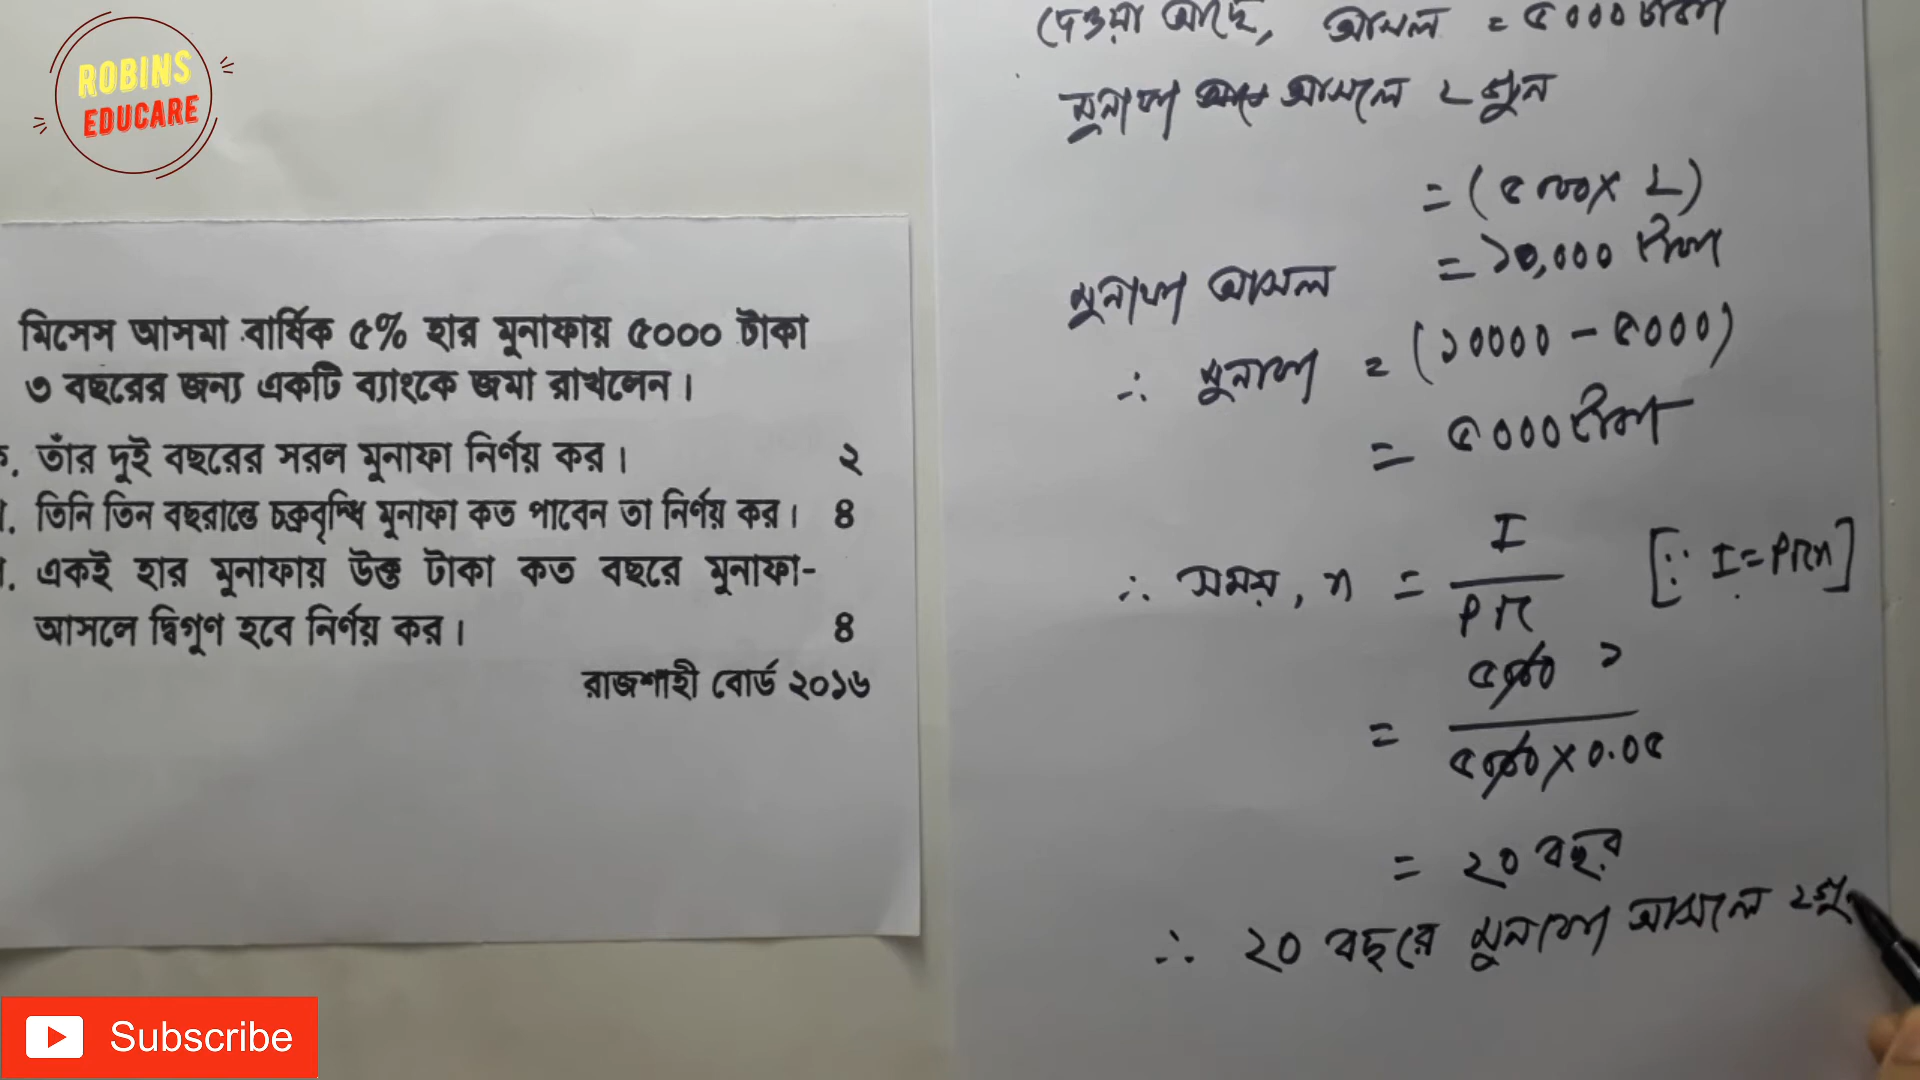 ROBINS
EDUCARE
মিসেস আসমা বার্ষিক ৫% হার মুনাফায় ৫০০০ টাকা
৩ বছরের জন্য একটি ব্যাংকে জমা রাখলেন।
ক. তাঁর দুই বছরের সরল মুনাফা নির্ণয় কর। ২
. তিনি তিন বছরান্তে চক্রবৃদ্ধি মুনাফা কত পাবেন তা নির্ণয় কর। ৪
. একই হার মুনাফায় উক্ত টাকা কত বছরে মুনাফা-
আসলে দ্বিগুণ হবে নির্ণয় কর। ৪
রাজশাহী বোর্ড ২০১৬
Subscribe
দেওয়া আছে, আসল = ৫০০০ টাকা
মুনাফা আসলে ২ গুন
= (৫০০০ × ২)
= ১০,০০০ টাকা
মুনাফা আসল
∴ মুনাফা = (১০০০০ - ৫০০০)
= ৫০০০ টাকা
∴ সময়, n = I / Pr [∵ I = Prn]
= ৫০০০ ১ / ৫০০০ × ০.০৫
= ২০ বছর
∴ ২০ বছরে মুনাফা আসলে ২গু